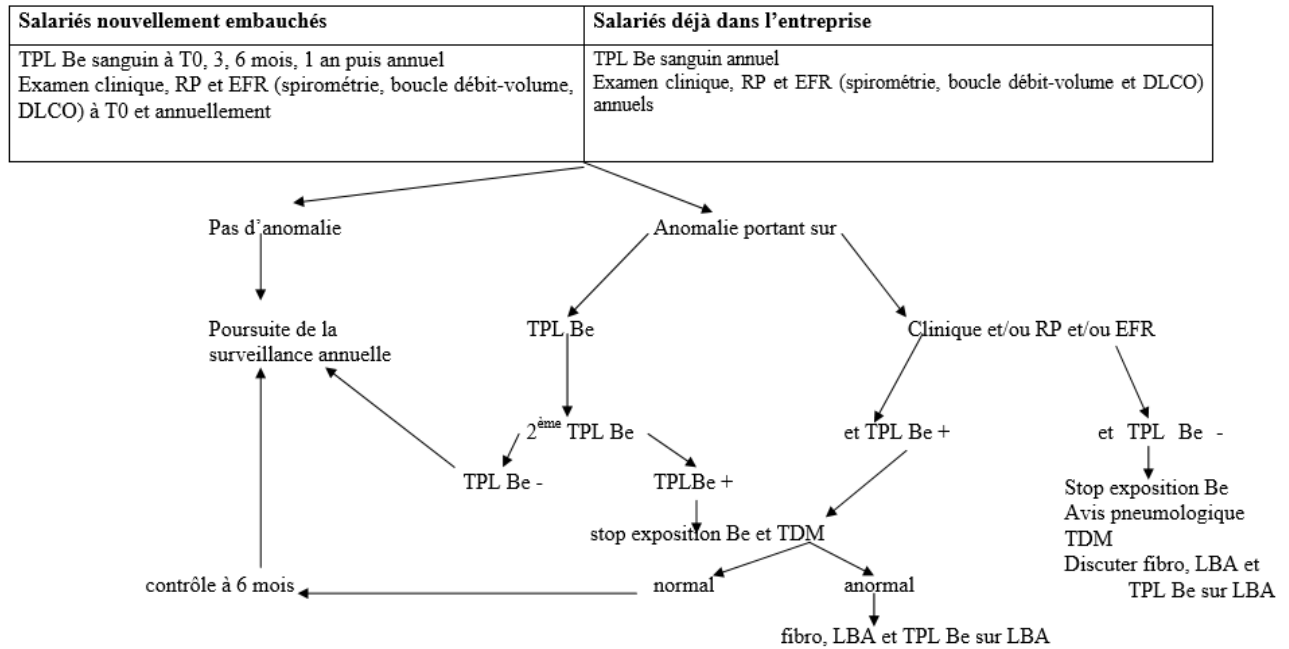 Salariés nouvellement embauchés
Salariés déjà dans l'entreprise
TPL Be sanguin à T0, 3, 6 mois, 1 an puis annuel
Examen clinique, RP et EFR (spirométrie, boucle débit-volume,
DLCO) à T0 et annuellement
TPL Be sanguin annuel
Examen clinique, RP et EFR (spirométrie, boucle débit-volume et DLCO)
annuels
Pas d'anomalie
Anomalie portant sur
Poursuite de la
surveillance annuelle
TPL Be
Clinique et/ou RP et/ou EFR
2ème TPL Be
et TPL Be +
et TPL Be -
TPL Be -
TPLBe +
Stop exposition Be
Avis pneumologique
TDM
Discuter fibro, LBA et
TPL Be sur LBA
stop exposition Be et TDM
contrôle à 6 mois
normal
anormal
fibro, LBA et TPL Be sur LBA